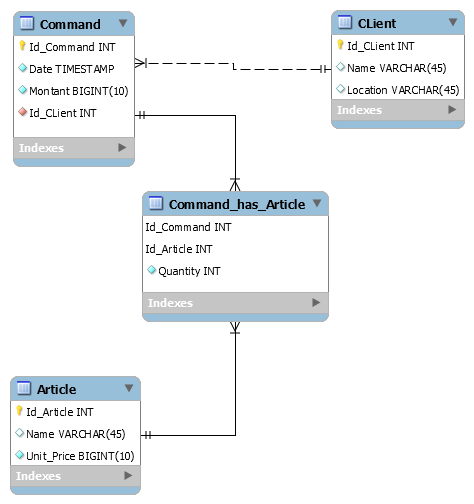 Command
Id_Command INT
Date TIMESTAMP
Montant BIGINT(10)
Id_CLient INT
Indexes
CLient
Id_CLient INT
Name VARCHAR(45)
Location VARCHAR(45)
Indexes
Command_has_Article
Id_Command INT
Id_Article INT
Quantity INT
Indexes
Article
Id_Article INT
Name VARCHAR(45)
Unit_Price BIGINT(10)
Indexes